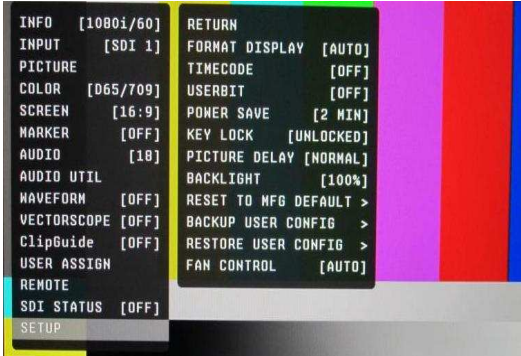 INFO [1080i/60]
INPUT [SDI 1]
PICTURE
COLOR [D65/709]
SCREEN [16:9]
MARKER [OFF]
AUDIO [18]
AUDIO UTIL
WAVEFORM [OFF]
VECTORSCOPE [OFF]
ClipGuide [OFF]
USER ASSIGN
REMOTE
SDI STATUS [OFF]
SETUP
RETURN
FORMAT DISPLAY [AUTO]
TIMECODE [OFF]
USERBIT [OFF]
POWER SAVE [2 MIN]
KEY LOCK [UNLOCKED]
PICTURE DELAY [NORMAL]
BACKLIGHT [100%]
RESET TO MFG DEFAULT >
BACKUP USER CONFIG >
RESTORE USER CONFIG >
FAN CONTROL [AUTO]